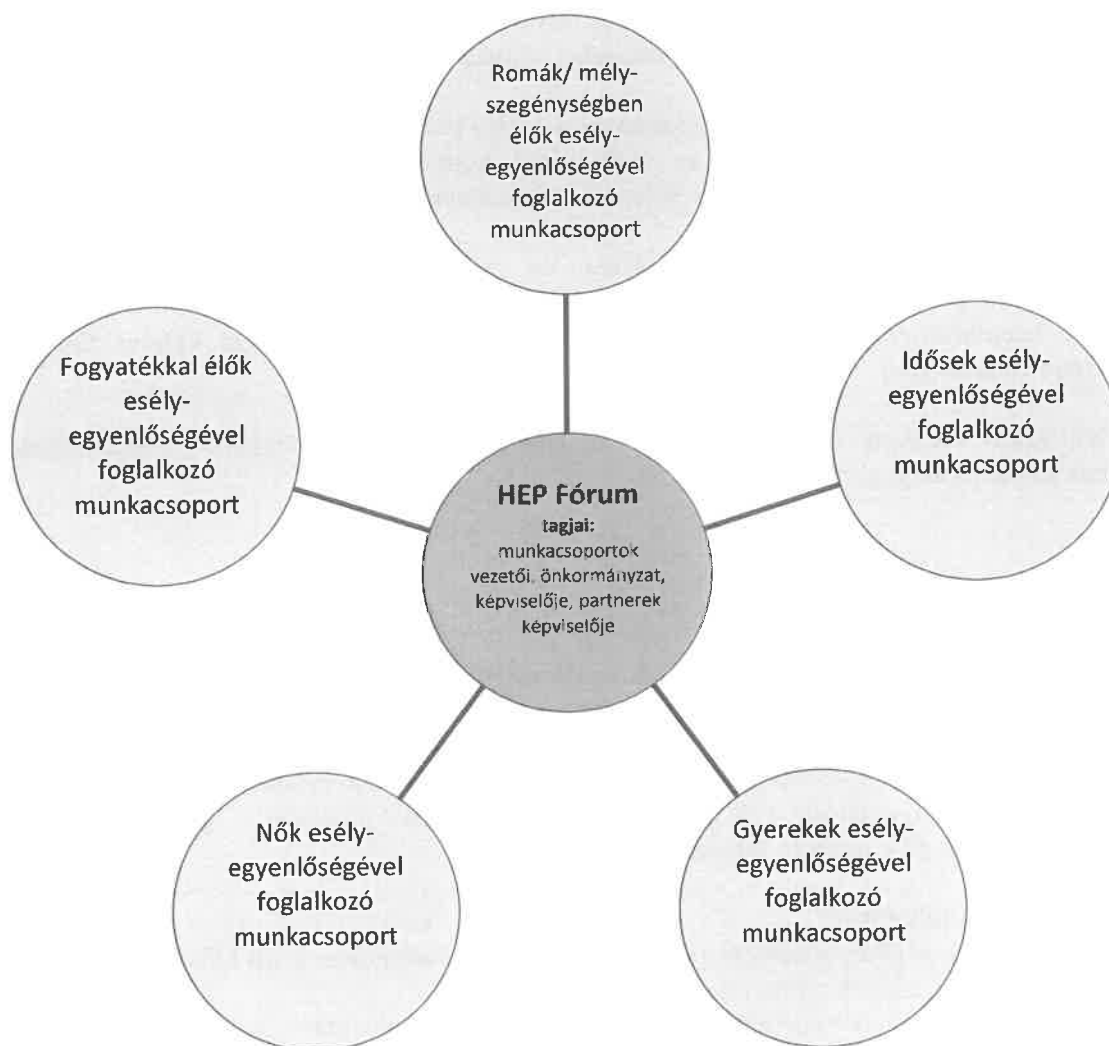 Romák/ mély-
szegénységben
élők esély-
egyenlőségével
foglalkozó
munkacsoport
Fogyatékkal élők
esély-
egyenlőségével
foglalkozó
munkacsoport
Idősek esély-
egyenlőségével
foglalkozó
munkacsoport
HEP Fórum
tagjai:
munkacsoportok
vezetői, önkormányzat,
képviselője, partnerek
képviselője
Nők esély-
egyenlőségével
foglalkozó
munkacsoport
Gyerekek esély-
egyenlőségével
foglalkozó
munkacsoport